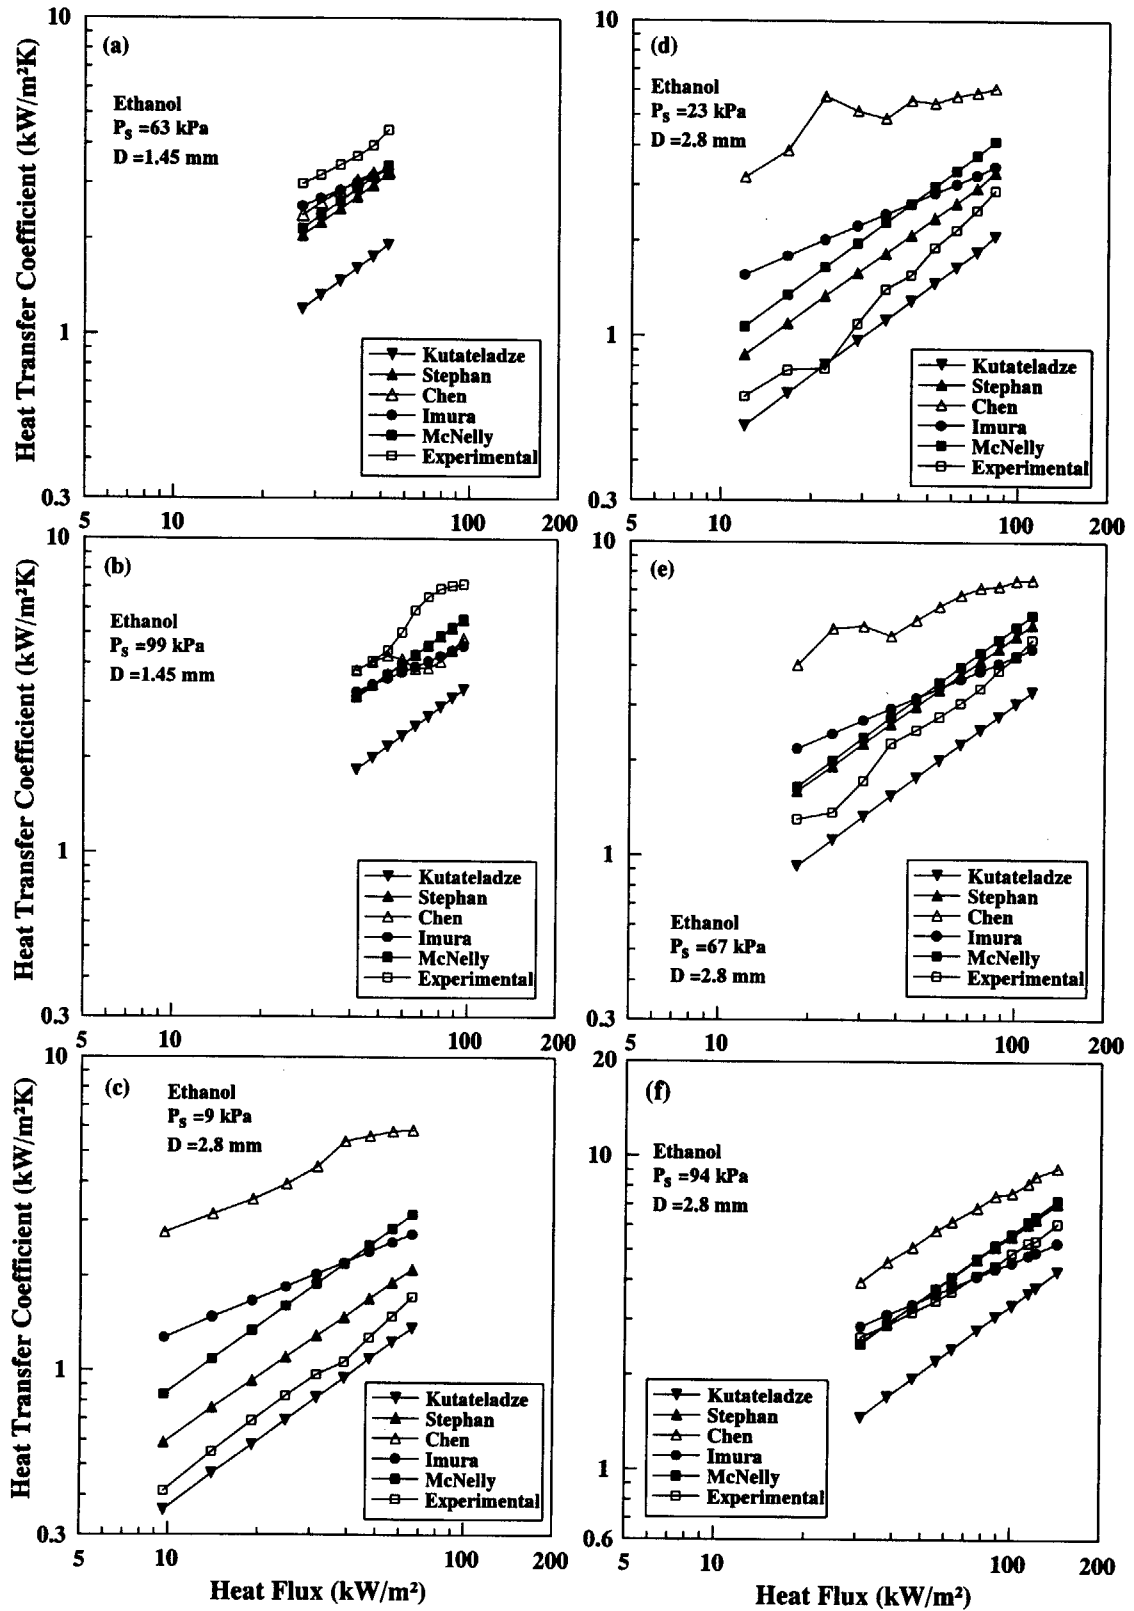 Heat Transfer Coefficient (kW/m²K)
10
1
0.3
(a)
Ethanol
Pₛ =63 kPa
D =1.45 mm
Kutateladze
Stephan
Chen
Imura
McNelly
Experimental
5 10 100 200
10
1
0.3
(d)
Ethanol
Pₛ =23 kPa
D =2.8 mm
Kutateladze
Stephan
Chen
Imura
McNelly
Experimental
5 10 100 200
Heat Transfer Coefficient (kW/m²K)
10
1
0.3
(b)
Ethanol
Pₛ =99 kPa
D =1.45 mm
Kutateladze
Stephan
Chen
Imura
McNelly
Experimental
5 10 100 200
10
1
0.3
(e)
Ethanol
Pₛ =67 kPa
D =2.8 mm
Kutateladze
Stephan
Chen
Imura
McNelly
Experimental
5 10 100 200
Heat Transfer Coefficient (kW/m²K)
10
1
0.3
(c)
Ethanol
Pₛ =9 kPa
D =2.8 mm
Kutateladze
Stephan
Chen
Imura
McNelly
Experimental
5 10 100 200
Heat Flux (kW/m²)
20
10
1
0.6
(f)
Ethanol
Pₛ =94 kPa
D =2.8 mm
Kutateladze
Stephan
Chen
Imura
McNelly
Experimental
5 10 100 200
Heat Flux (kW/m²)